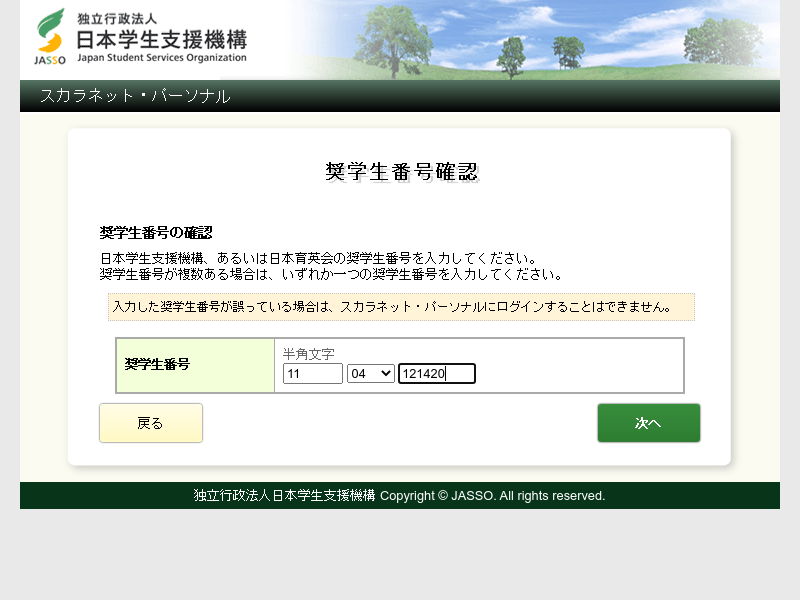 独立行政法人
日本学生支援機構
JASSO
Japan Student Services Organization
スカラネット・パーソナル
奨学生番号確認
奨学生番号の確認
日本学生支援機構、あるいは日本育英会の奨学生番号を入力してください。
奨学生番号が複数ある場合は、いずれか一つの奨学生番号を入力してください。
入力した奨学生番号が誤っている場合は、スカラネット・パーソナルにログインすることはできません。
奨学生番号
半角文字
11 04 121420
戻る
次へ
独立行政法人日本学生支援機構 Copyright © JASSO. All rights reserved.